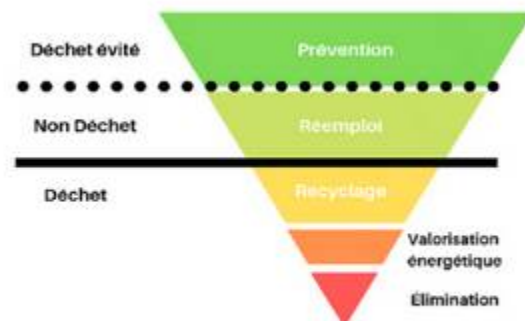 Déchet évité
Prévention
Non Déchet
Réemploi
Déchet
Recyclage
Valorisation
énergétique
Élimination